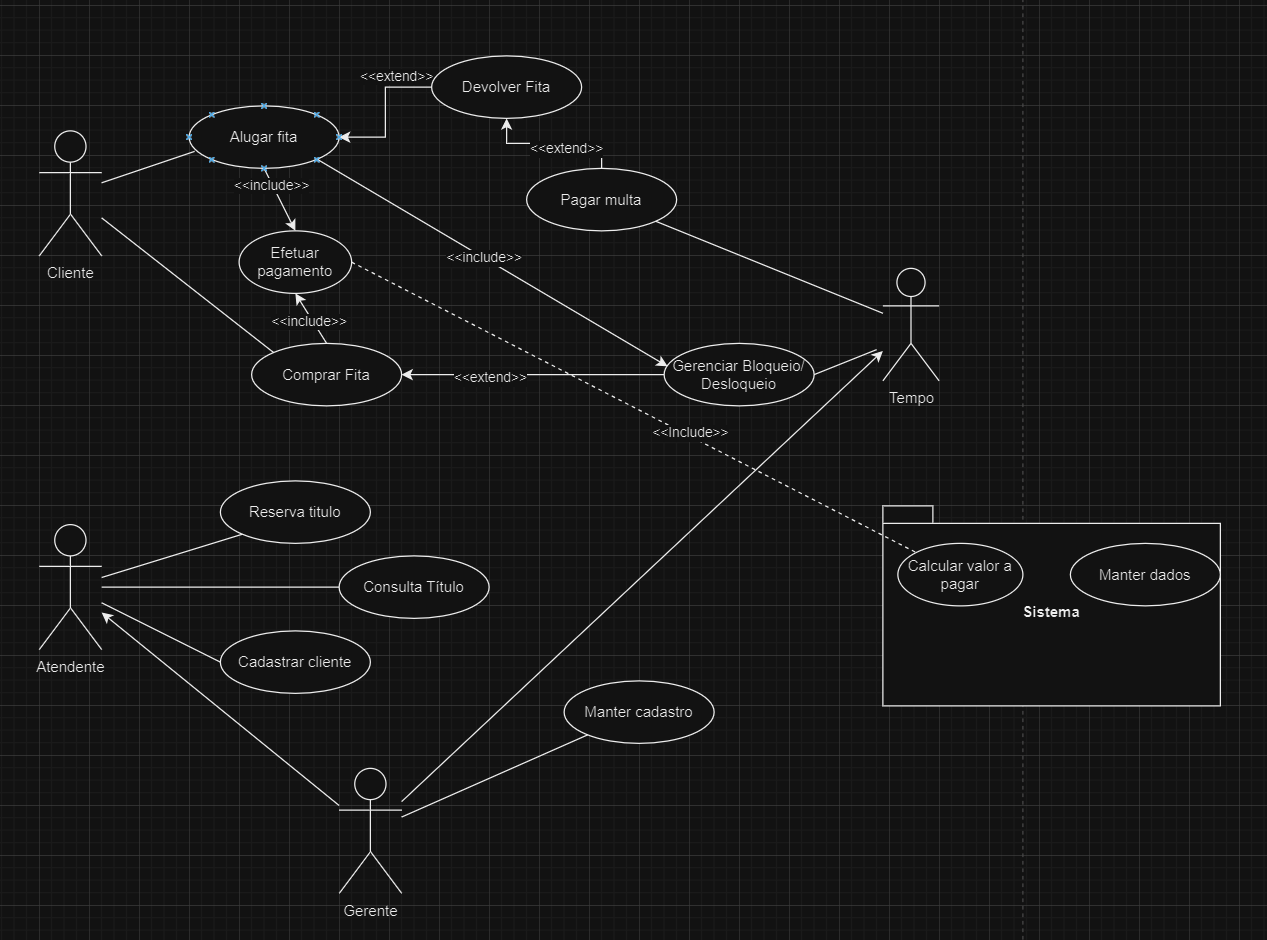 <<extend>>
Devolver Fita
Alugar fita
<<extend>>
<<include>>
Pagar multa
Efetuar
pagamento
<<include>>
Cliente
<<include>>
Gerenciar Bloqueio/
Desloqueio
Comprar Fita
<<extend>>
Tempo
<<Include>>
Reserva titulo
Calcular valor a
pagar
Manter dados
Consulta Título
Sistema
Atendente
Cadastrar cliente
Manter cadastro
Gerente